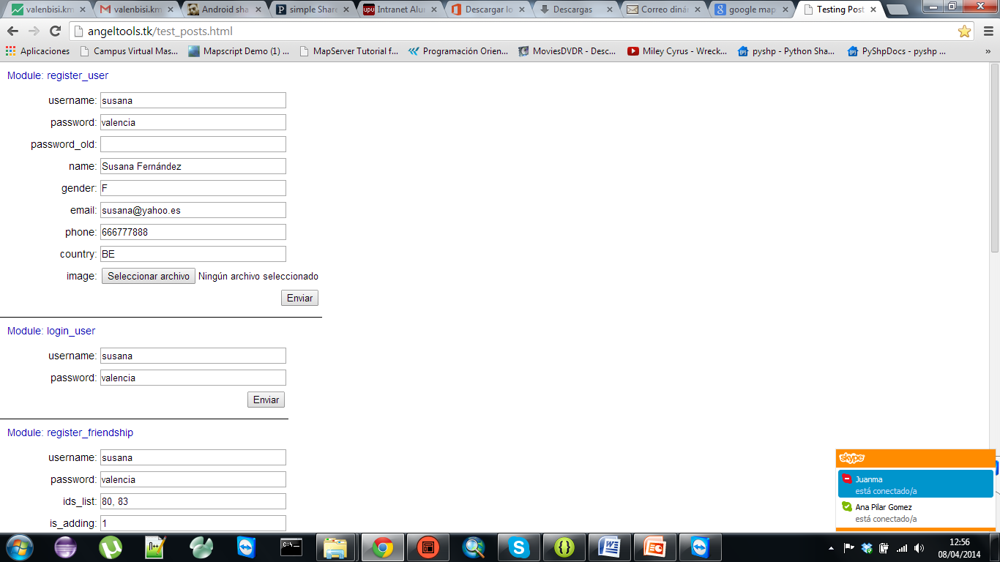 valenbisi.km
valenbisi.km
Android sha
simple Share
Intranet Alur
Descargar lo
Descargas
Correo dinár
google map
Testing Post
angeltools.tk/test_posts.html
Aplicaciones
Campus Virtual Mas...
Mapscript Demo (1) ...
MapServer Tutorial f...
Programación Orien...
MoviesDVDR - Desc...
Miley Cyrus - Wreck...
pyshp - Python Sha...
PyShpDocs - pyshp ...
»
Module: register_user
username: susana
password: valencia
password_old:
name: Susana Fernández
gender: F
email: susana@yahoo.es
phone: 666777888
country: BE
image: Seleccionar archivo Ningún archivo seleccionado
Enviar
Module: login_user
username: susana
password: valencia
Enviar
Module: register_friendship
username: susana
password: valencia
ids_list: 80, 83
is_adding: 1
skype
Juanma
está conectado/a
Ana Pilar Gomez
está conectado/a
12:56
08/04/2014